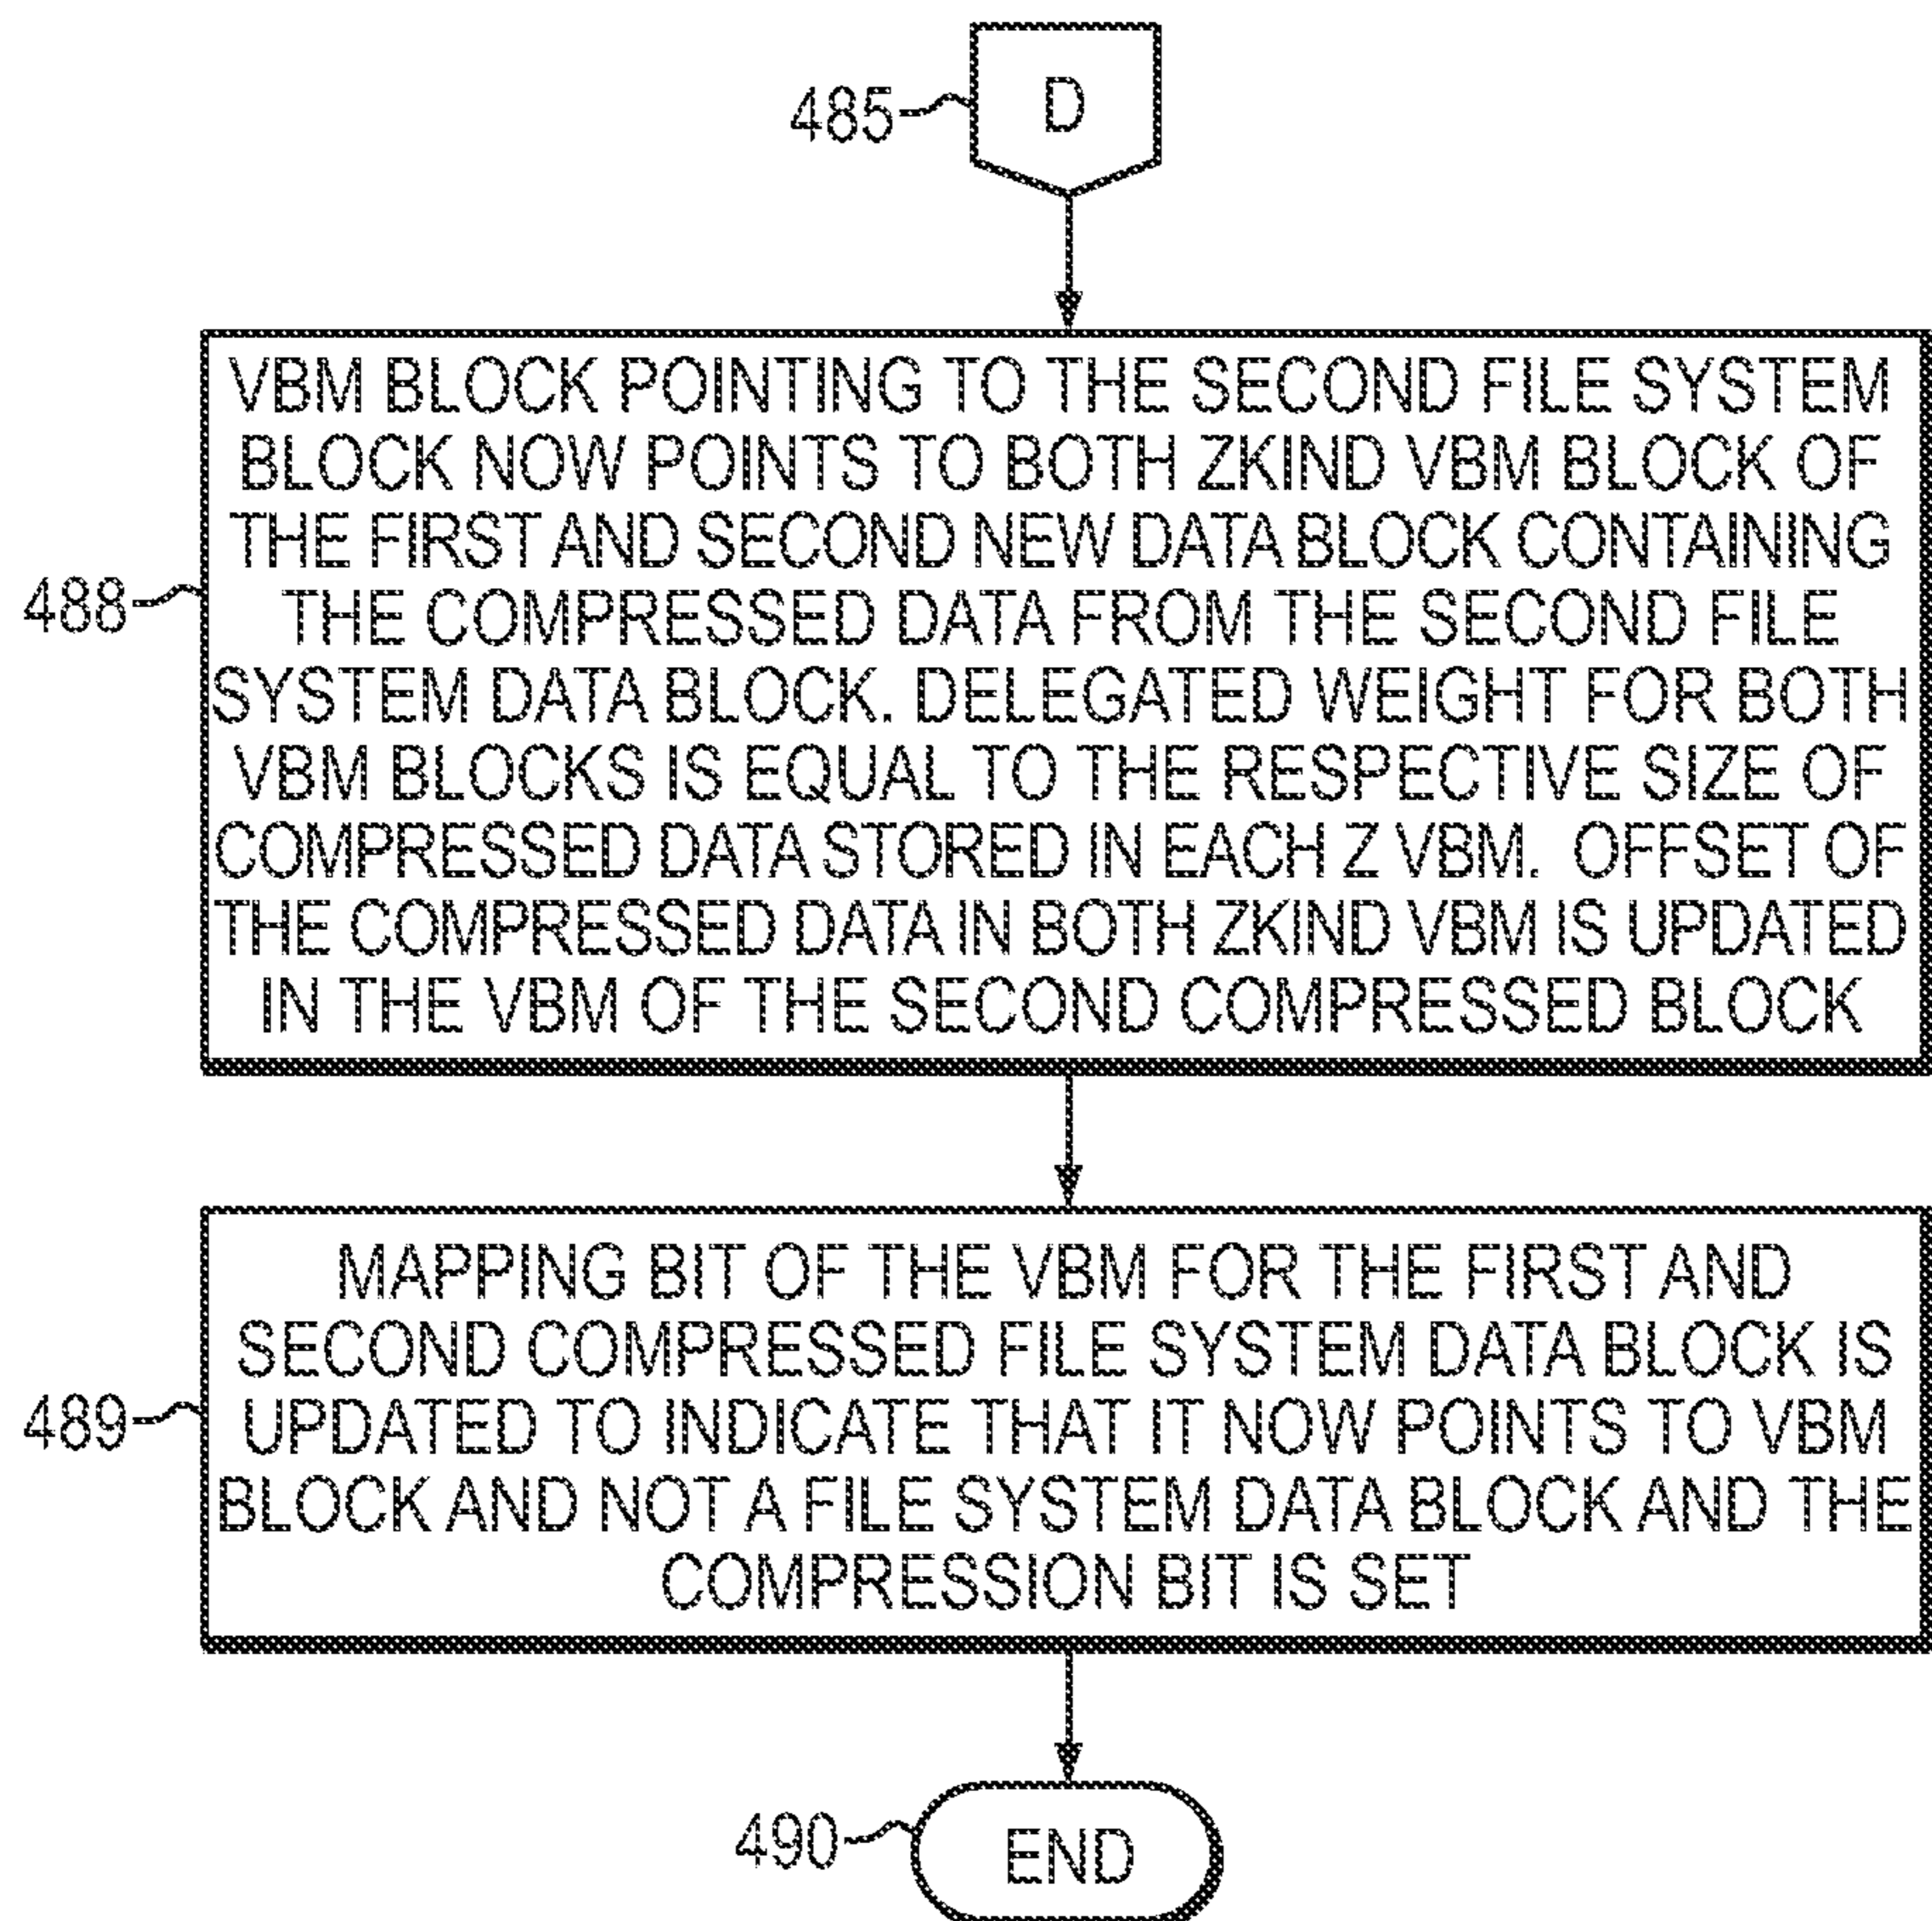 485
D
488
VBM BLOCK POINTING TO THE SECOND FILE SYSTEM
BLOCK NOW POINTS TO BOTH ZKIND VBM BLOCK OF
THE FIRST AND SECOND NEW DATA BLOCK CONTAINING
THE COMPRESSED DATA FROM THE SECOND FILE
SYSTEM DATA BLOCK. DELEGATED WEIGHT FOR BOTH
VBM BLOCKS IS EQUAL TO THE RESPECTIVE SIZE OF
COMPRESSED DATA STORED IN EACH Z VBM. OFFSET OF
THE COMPRESSED DATA IN BOTH ZKIND VBM IS UPDATED
IN THE VBM OF THE SECOND COMPRESSED BLOCK
489
MAPPING BIT OF THE VBM FOR THE FIRST AND
SECOND COMPRESSED FILE SYSTEM DATA BLOCK IS
UPDATED TO INDICATE THAT IT NOW POINTS TO VBM
BLOCK AND NOT A FILE SYSTEM DATA BLOCK AND THE
COMPRESSION BIT IS SET
490
END